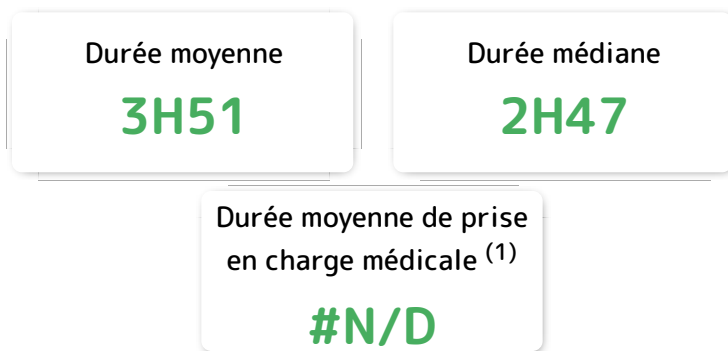 Durée moyenne
3H51
Durée médiane
2H47
Durée moyenne de prise
en charge médicale (1)
#N/D